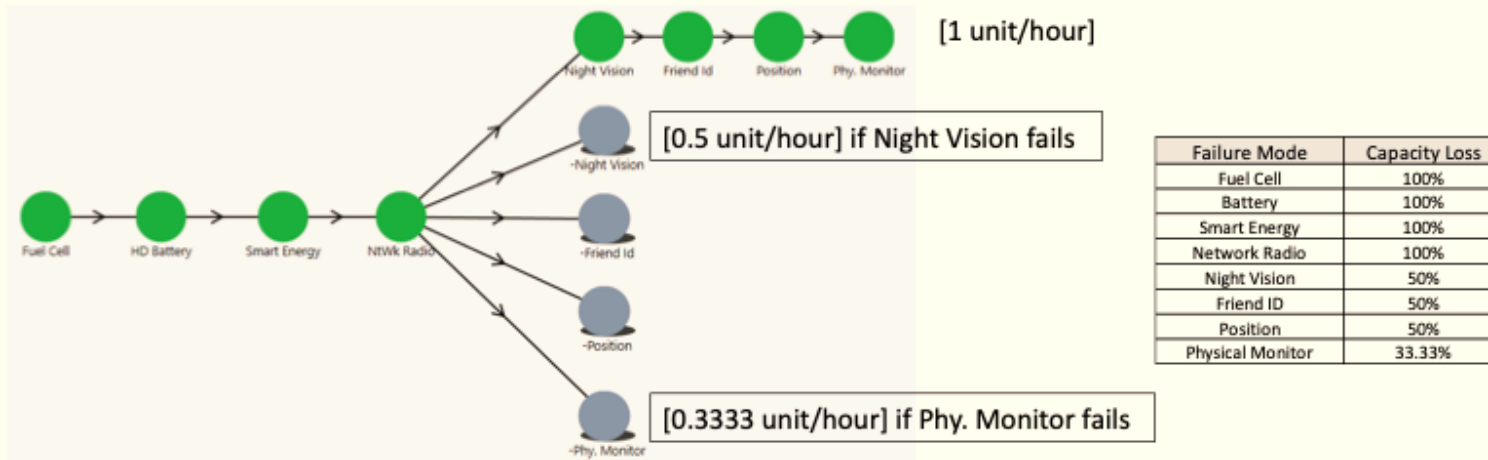 [1 unit/hour]
Night Vision
Friend Id
Position
Phy. Monitor
[0.5 unit/hour] if Night Vision fails
-Night Vision
Fuel Cell
HD Battery
Smart Energy
NtWk Radio
-Friend Id
-Position
[0.3333 unit/hour] if Phy. Monitor fails
-Phy. Monitor
Failure Mode Capacity Loss
Fuel Cell 100%
Battery 100%
Smart Energy 100%
Network Radio 100%
Night Vision 50%
Friend ID 50%
Position 50%
Physical Monitor 33.33%